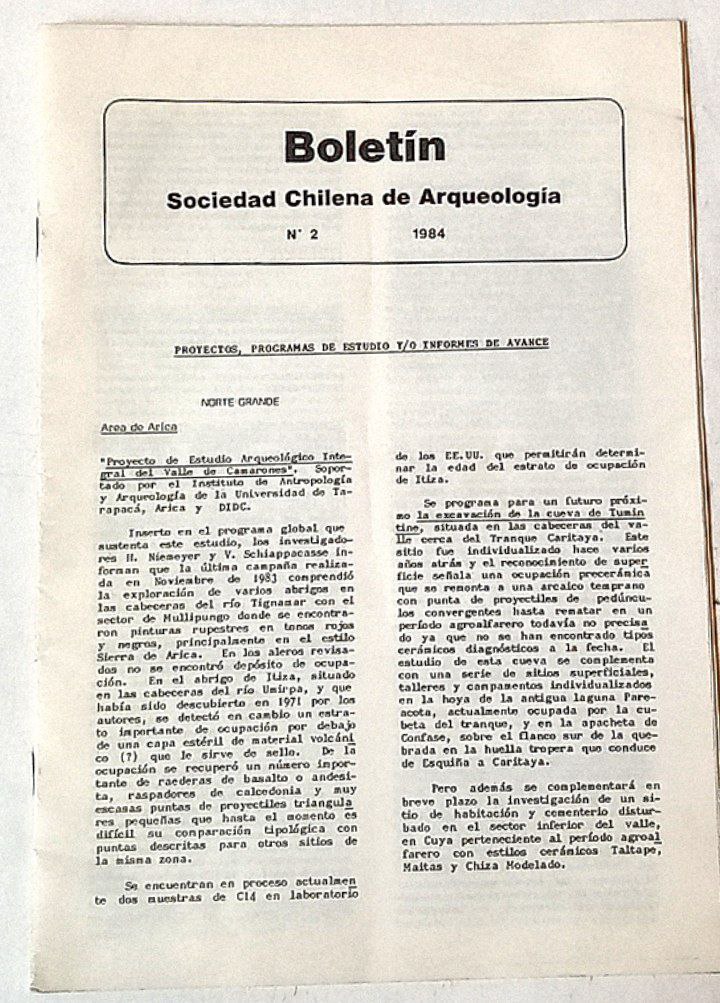 Boletín
Sociedad Chilena de Arqueología
N° 2 1984
PROYECTOS, PROGRAMAS DE ESTUDIO Y/O INFORMES DE AVANCE
NORTE GRANDE
Area de Arica
"Proyecto de Estudio Arqueológico Inte-
gral del Valle de Camarones". Sopor-
tado por el Instituto de Antropología
y Arqueología de la Universidad de Ta-
rapacá, Arica y DIDC.
Inserto en el programa global que
sustenta este estudio, los investigado-
res H. Niemeyer y V. Schiappacasse in-
forman que la última campaña realiza-
da en Noviembre de 1983 comprendió
la exploración de varios abrigos en
las cabeceras del río Tignamar con el
sector de Mullipungo donde se encontra-
ron pinturas rupestres en tonos rojos
y negros, principalmente en el estilo
Sierra de Arica. En los aleros revisa-
dos no se encontró depósito de ocupa-
ción. En el abrigo de Itiza, situado
en las cabeceras del río Umirpa, y que
había sido descubierto en 1971 por los
autores, se detectó en cambio un estra-
to importante de ocupación por debajo
de una capa estéril de material volcáni
co (?) que le sirve de sello. De la
ocupación se recuperó un número impor-
tante de raederas de basalto o andesi-
ta, raspadores de calcedonia y muy
escasas puntas de proyectiles triangula
res pequeñas que hasta el momento es
difícil su comparación tipológica con
puntas descritas para otros sitios de
la misma zona.
Se encuentran en proceso actualmen
te dos muestras de C14 en laboratorio
de los EE.UU. que permitirán determi-
nar la edad del estrato de ocupación
de Itiza.
Se programa para un futuro próxi-
mo la excavación de la cueva de Tumin
tine, situada en las cabeceras del va-
lle cerca del Tranque Caritaya. Este
sitio fue individualizado hace varios
años atrás y el reconocimiento de super
ficie señala una ocupación precerámica
que se remonta a una arcaico temprano
con punta de proyectiles de pedúncu-
los convergentes hasta rematar en un
período agroalfarero todavía no precisa
do ya que no se han encontrado tipos
cerámicos diagnósticos a la fecha. El
estudio de esta cueva se complementa
con una serie de sitios superficiales,
talleres y campamentos individualizados
en la hoya de la antigua laguna Pare-
acota, actualmente ocupada por la cu-
beta del tranque, y en la apacheta de
Confase, sobre el flanco sur de la que-
brada en la huella tropera que conduce
de Esquiña a Caritaya.
Pero además se complementará en
breve plazo la investigación de un si-
tio de habitación y cementerio distur-
bado en el sector inferior del valle,
en Cuya perteneciente al período agroal
farero con estilos cerámicos Taltape,
Maitas y Chiza Modelado.